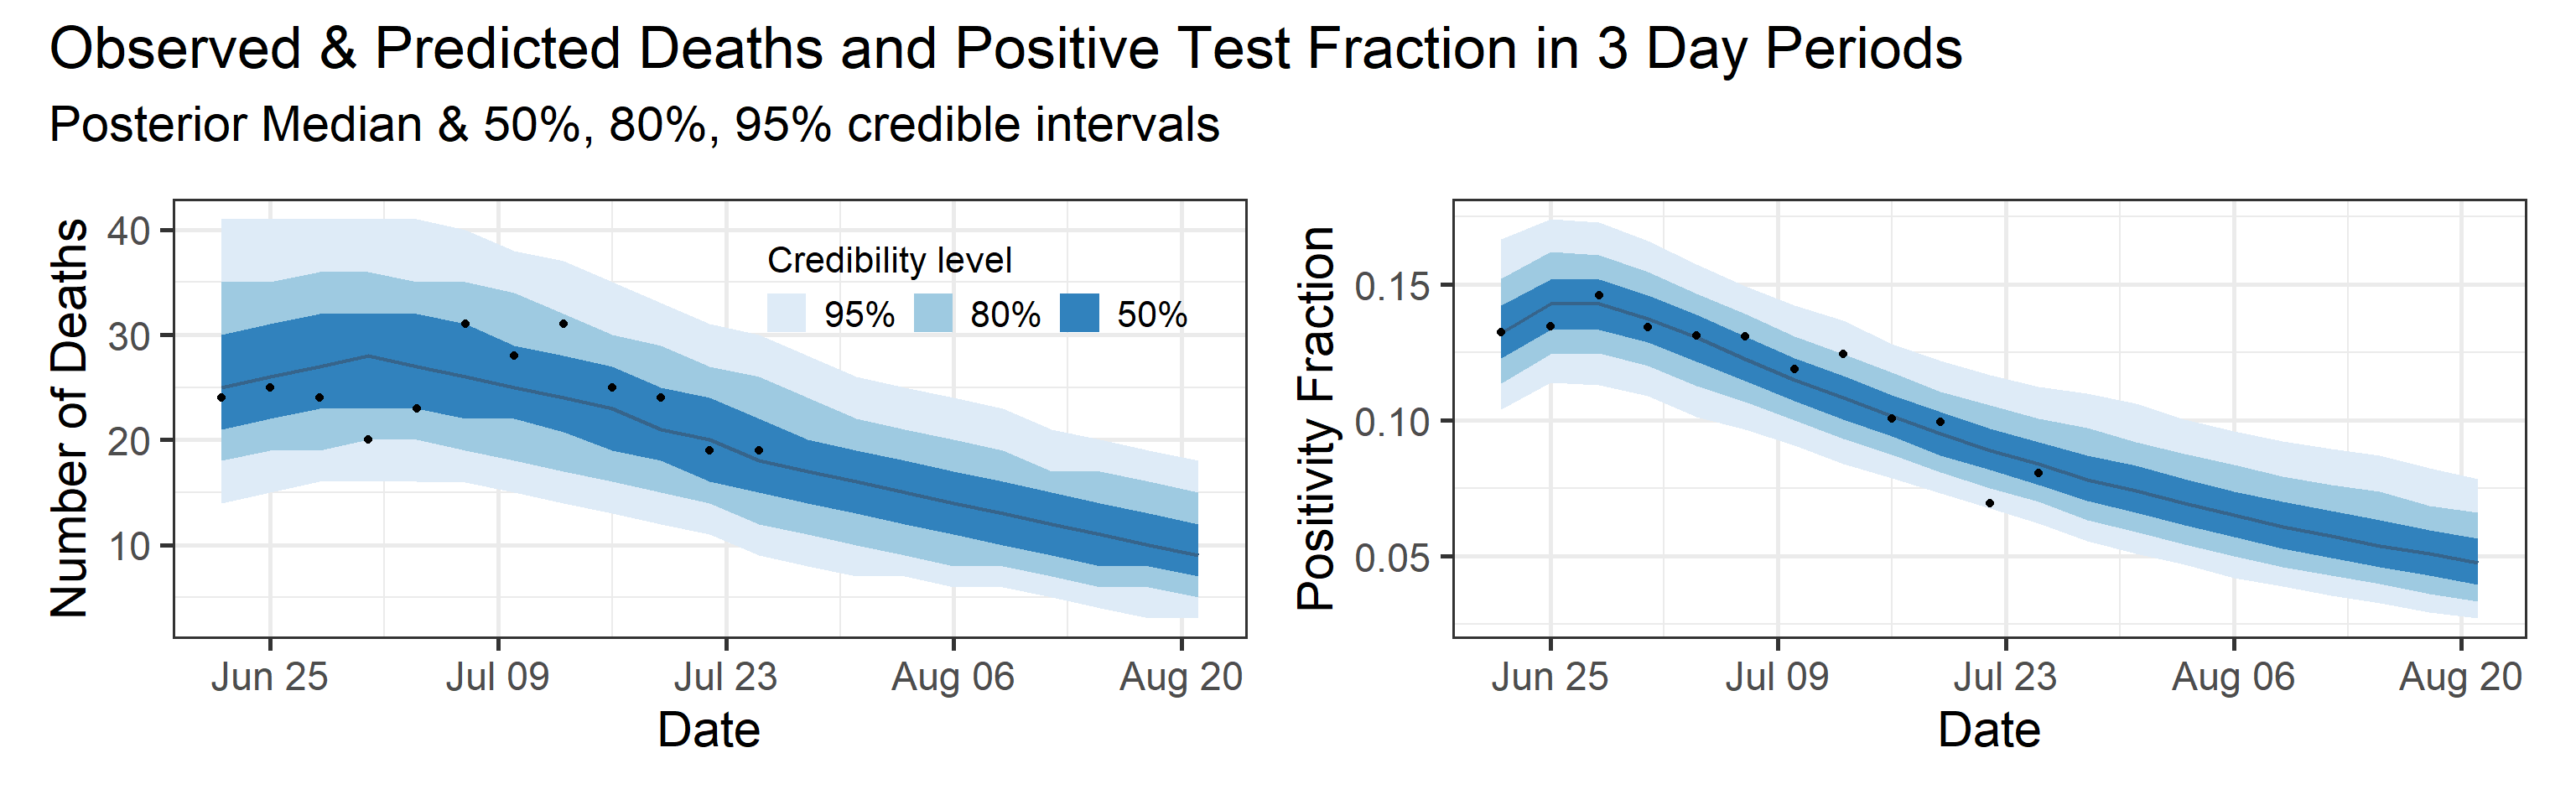 Observed & Predicted Deaths and Positive Test Fraction in 3 Day Periods
Posterior Median & 50%, 80%, 95% credible intervals
Number of Deaths
40
30
20
10
Credibility level
95% 80% 50%
Jun 25 Jul 09 Jul 23 Aug 06 Aug 20
Date
Positivity Fraction
0.15
0.10
0.05
Jun 25 Jul 09 Jul 23 Aug 06 Aug 20
Date